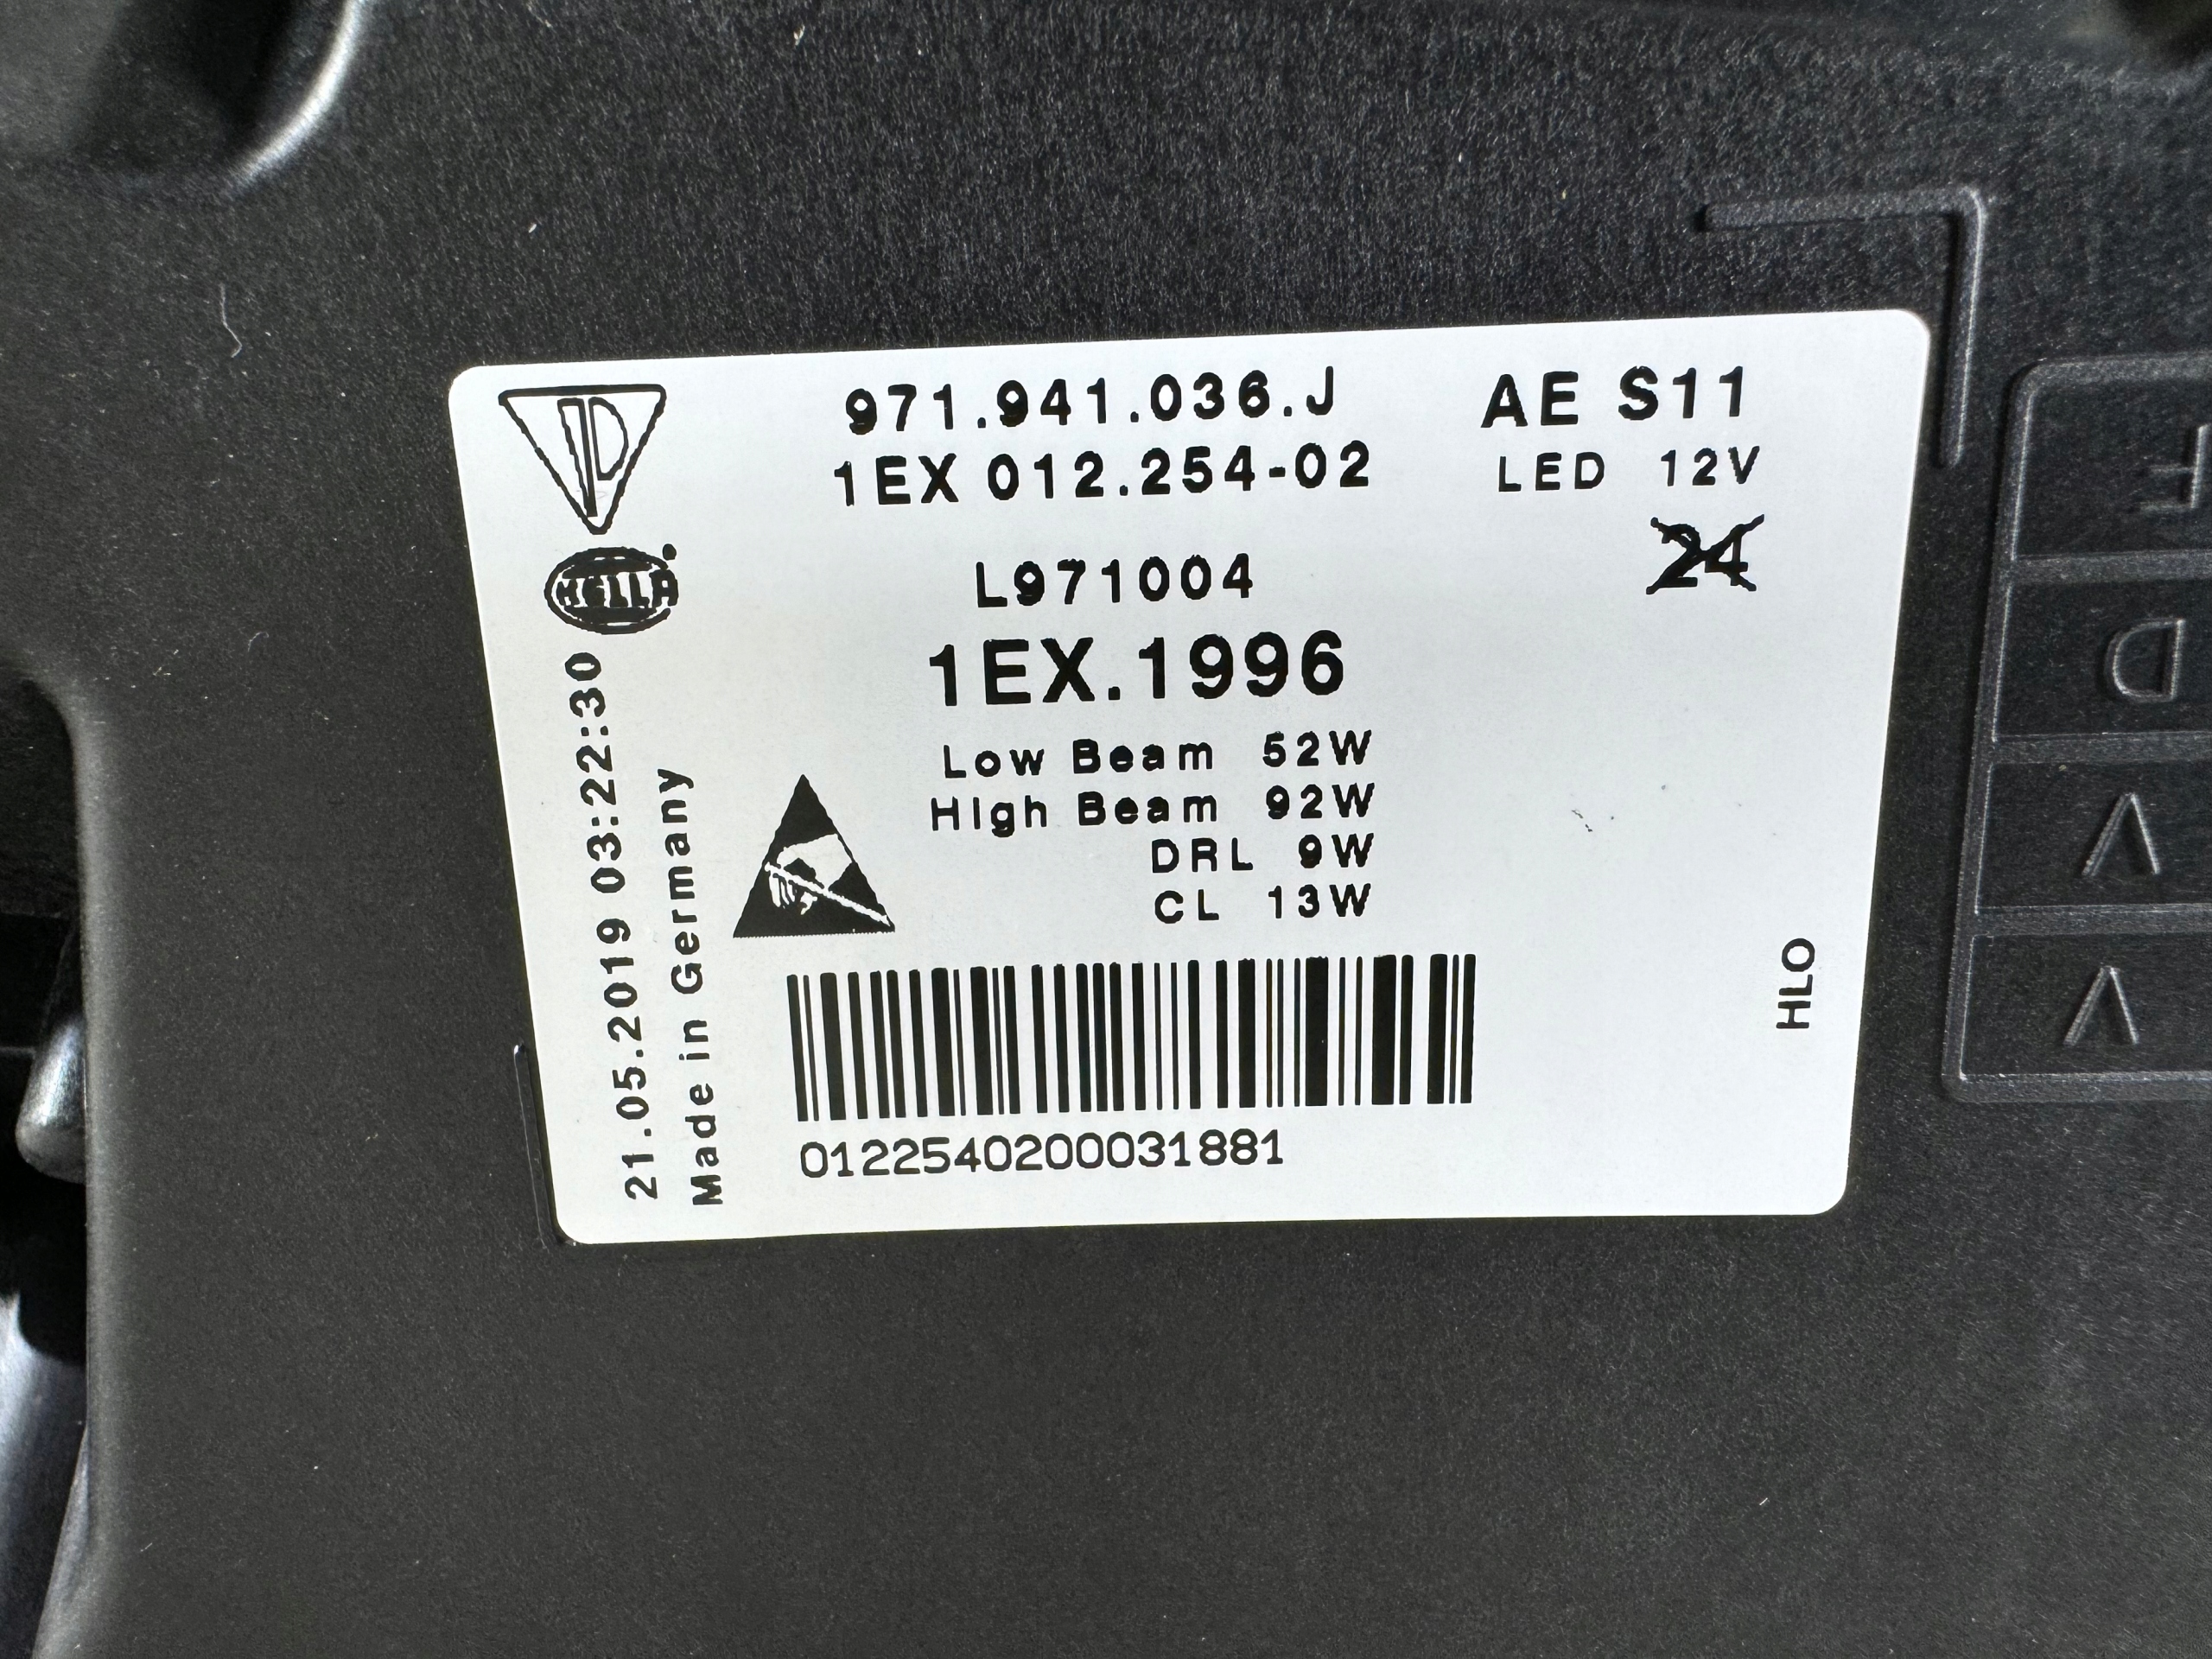 971.941.036.J AE S11
1EX 012.254-02 LED 12V
24
HELLA
L971004
1EX.1996
Low Beam 52W
High Beam 92W
DRL 9W
CL 13W
21.05.2019 03:22:30
Made in Germany
HLO
0122540200031881
F
D
V
V